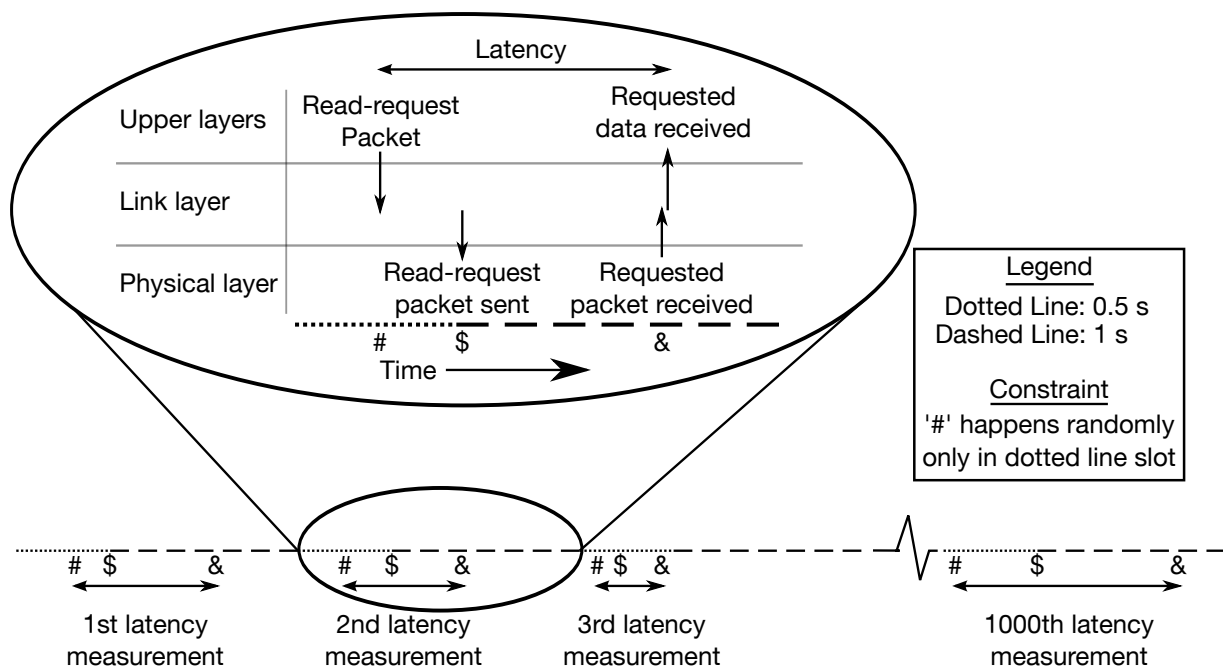 Latency
Upper layers
Read-request
Packet
Requested
data received
Link layer
Physical layer
Read-request
packet sent
Requested
packet received
# $ &
Time
Legend
Dotted Line: 0.5 s
Dashed Line: 1 s
Constraint
'#' happens randomly
only in dotted line slot
# $ &
1st latency
measurement
# $ &
2nd latency
measurement
# $ &
3rd latency
measurement
# $ &
1000th latency
measurement